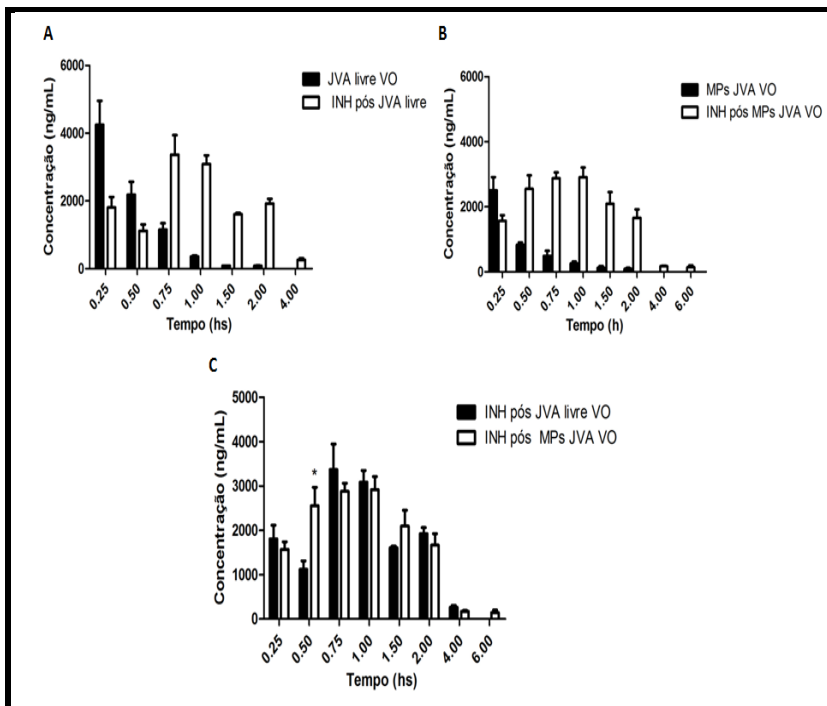 A
Concentração (ng/mL)
6000
4000
2000
0
JVA livre VO
INH pós JVA livre
0.25
0.50
0.75
1.00
1.50
2.00
4.00
Tempo (hs)
B
Concentração (ng/mL)
6000
4000
2000
0
MPs JVA VO
INH pós MPs JVA VO
0.25
0.50
0.75
1.00
1.50
2.00
4.00
6.00
Tempo (h)
C
Concentração (ng/mL)
5000
4000
3000
2000
1000
0
*
INH pós JVA livre VO
INH pós MPs JVA VO
0.25
0.50
0.75
1.00
1.50
2.00
4.00
6.00
Tempo (hs)